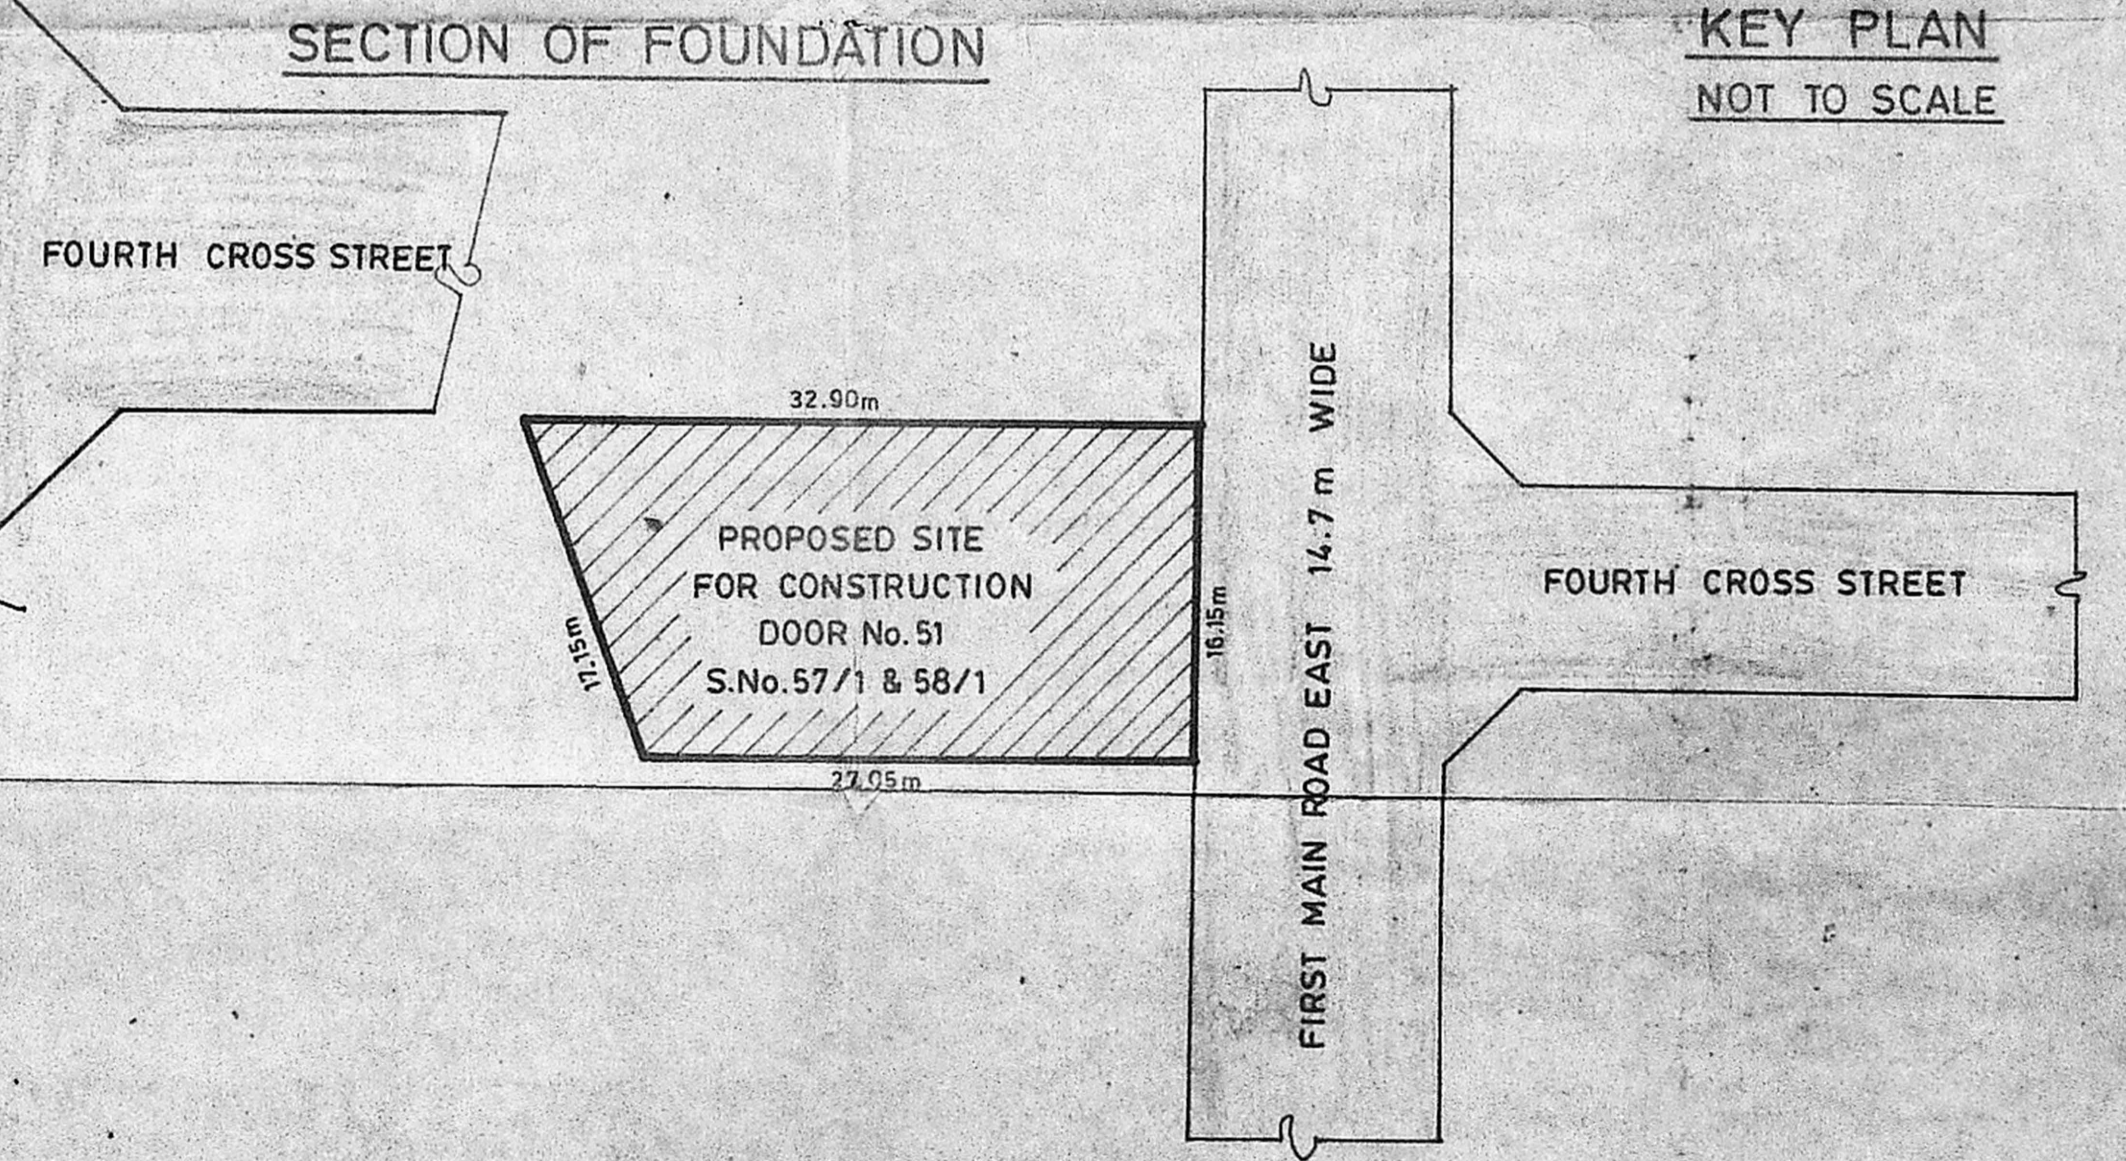 SECTION OF FOUNDATION
KEY PLAN
NOT TO SCALE
FOURTH CROSS STREET
32.90m
PROPOSED SITE
FOR CONSTRUCTION
DOOR No. 51
S.No. 57/1 & 58/1
17.15m
16.15m
27.05m
FIRST MAIN ROAD EAST 14.7 m WIDE
FOURTH CROSS STREET